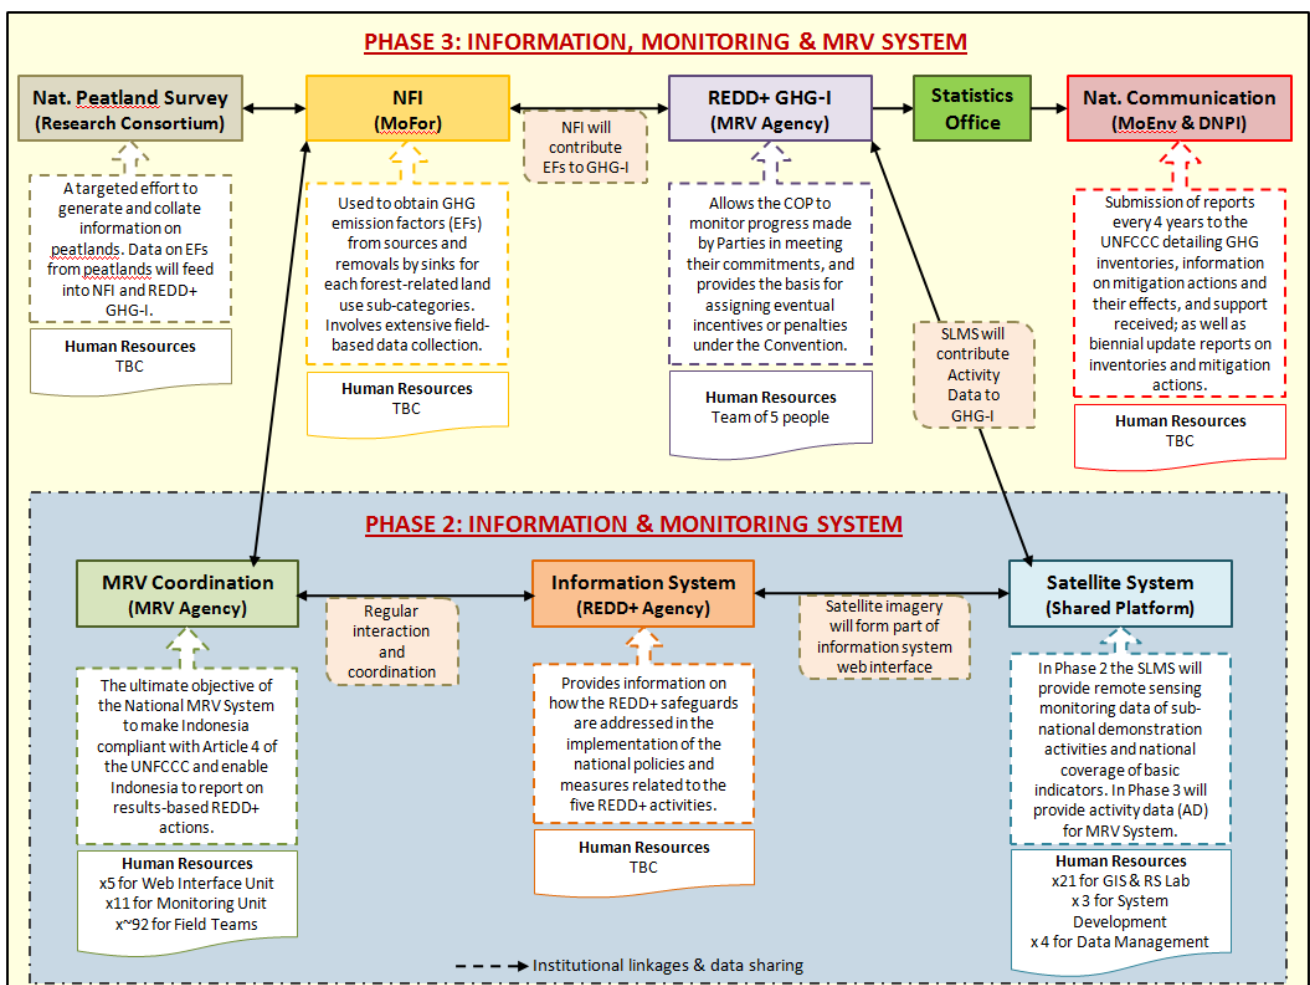 PHASE 3: INFORMATION, MONITORING & MRV SYSTEM
Nat. Peatland Survey
(Research Consortium)
NFI
(MoFor)
REDD+ GHG-I
(MRV Agency)
Statistics
Office
Nat. Communication
(MoEnv & DNPI)
NFI will
contribute
EFs to GHG-I
A targeted effort to
generate and collate
information on
peatlands. Data on EFs
from peatlands will feed
into NFI and REDD+
GHG-I.
Human Resources
TBC
Used to obtain GHG
emission factors (EFs)
from sources and
removals by sinks for
each forest-related land
use sub-categories.
Involves extensive field-
based data collection.
Human Resources
TBC
Allows the COP to
monitor progress made
by Parties in meeting
their commitments, and
provides the basis for
assigning eventual
incentives or penalties
under the Convention.
Human Resources
Team of 5 people
SLMS will
contribute
Activity
Data to
GHG-I
Submission of reports
every 4 years to the
UNFCCC detailing GHG
inventories, information
on mitigation actions and
their effects, and support
received; as well as
biennial update reports on
inventories and mitigation
actions.
Human Resources
TBC
PHASE 2: INFORMATION & MONITORING SYSTEM
MRV Coordination
(MRV Agency)
Regular
interaction
and
coordination
Information System
(REDD+ Agency)
Satellite imagery
will form part of
information system
web interface
Satellite System
(Shared Platform)
The ultimate objective of
the National MRV System
to make Indonesia
compliant with Article 4 of
the UNFCCC and enable
Indonesia to report on
results-based REDD+
actions.
Human Resources
x5 for Web Interface Unit
x11 for Monitoring Unit
x~92 for Field Teams
Provides information on
how the REDD+ safeguards
are addressed in the
implementation of the
national policies and
measures related to the
five REDD+ activities.
Human Resources
TBC
In Phase 2 the SLMS will
provide remote sensing
monitoring data of sub-
national demonstration
activities and national
coverage of basic
indicators. In Phase 3 will
provide activity data (AD)
for MRV System.
Human Resources
x21 for GIS & RS Lab
x 3 for System
Development
x 4 for Data Management
Institutional linkages & data sharing